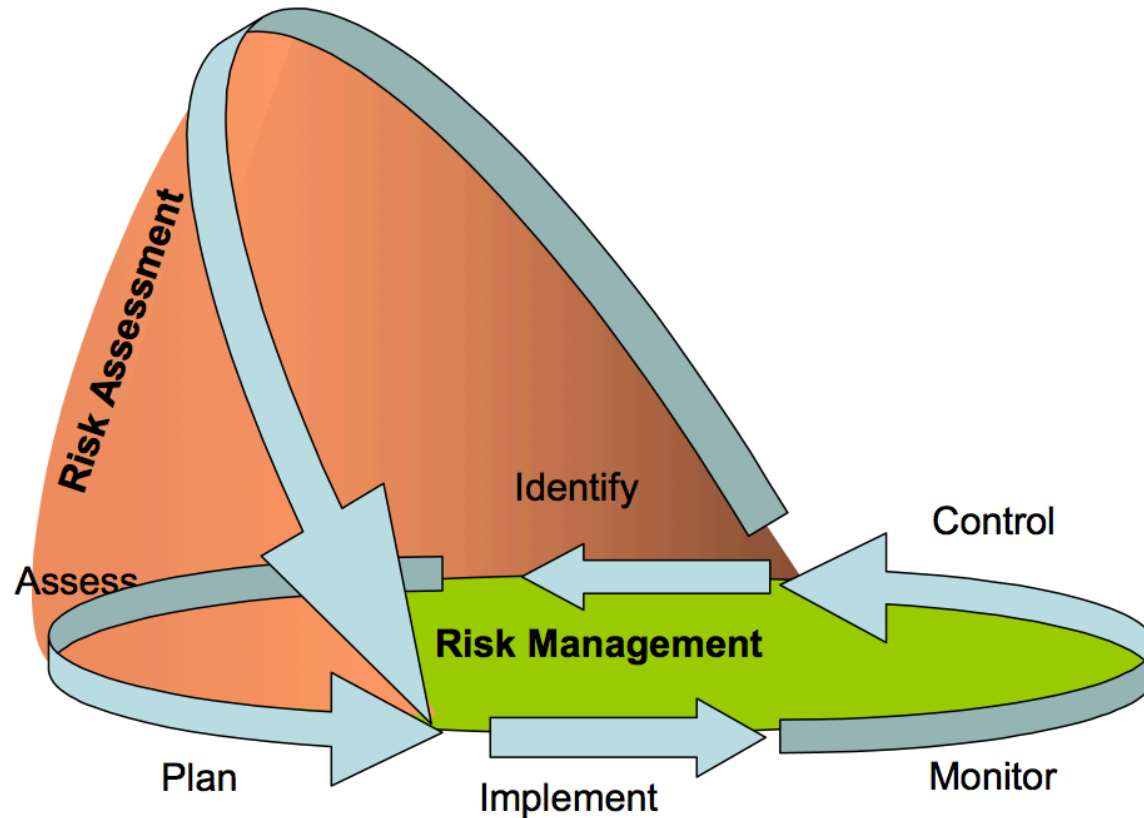 Risk Assessment
Identify
Control
Assess
Risk Management
Plan
Implement
Monitor